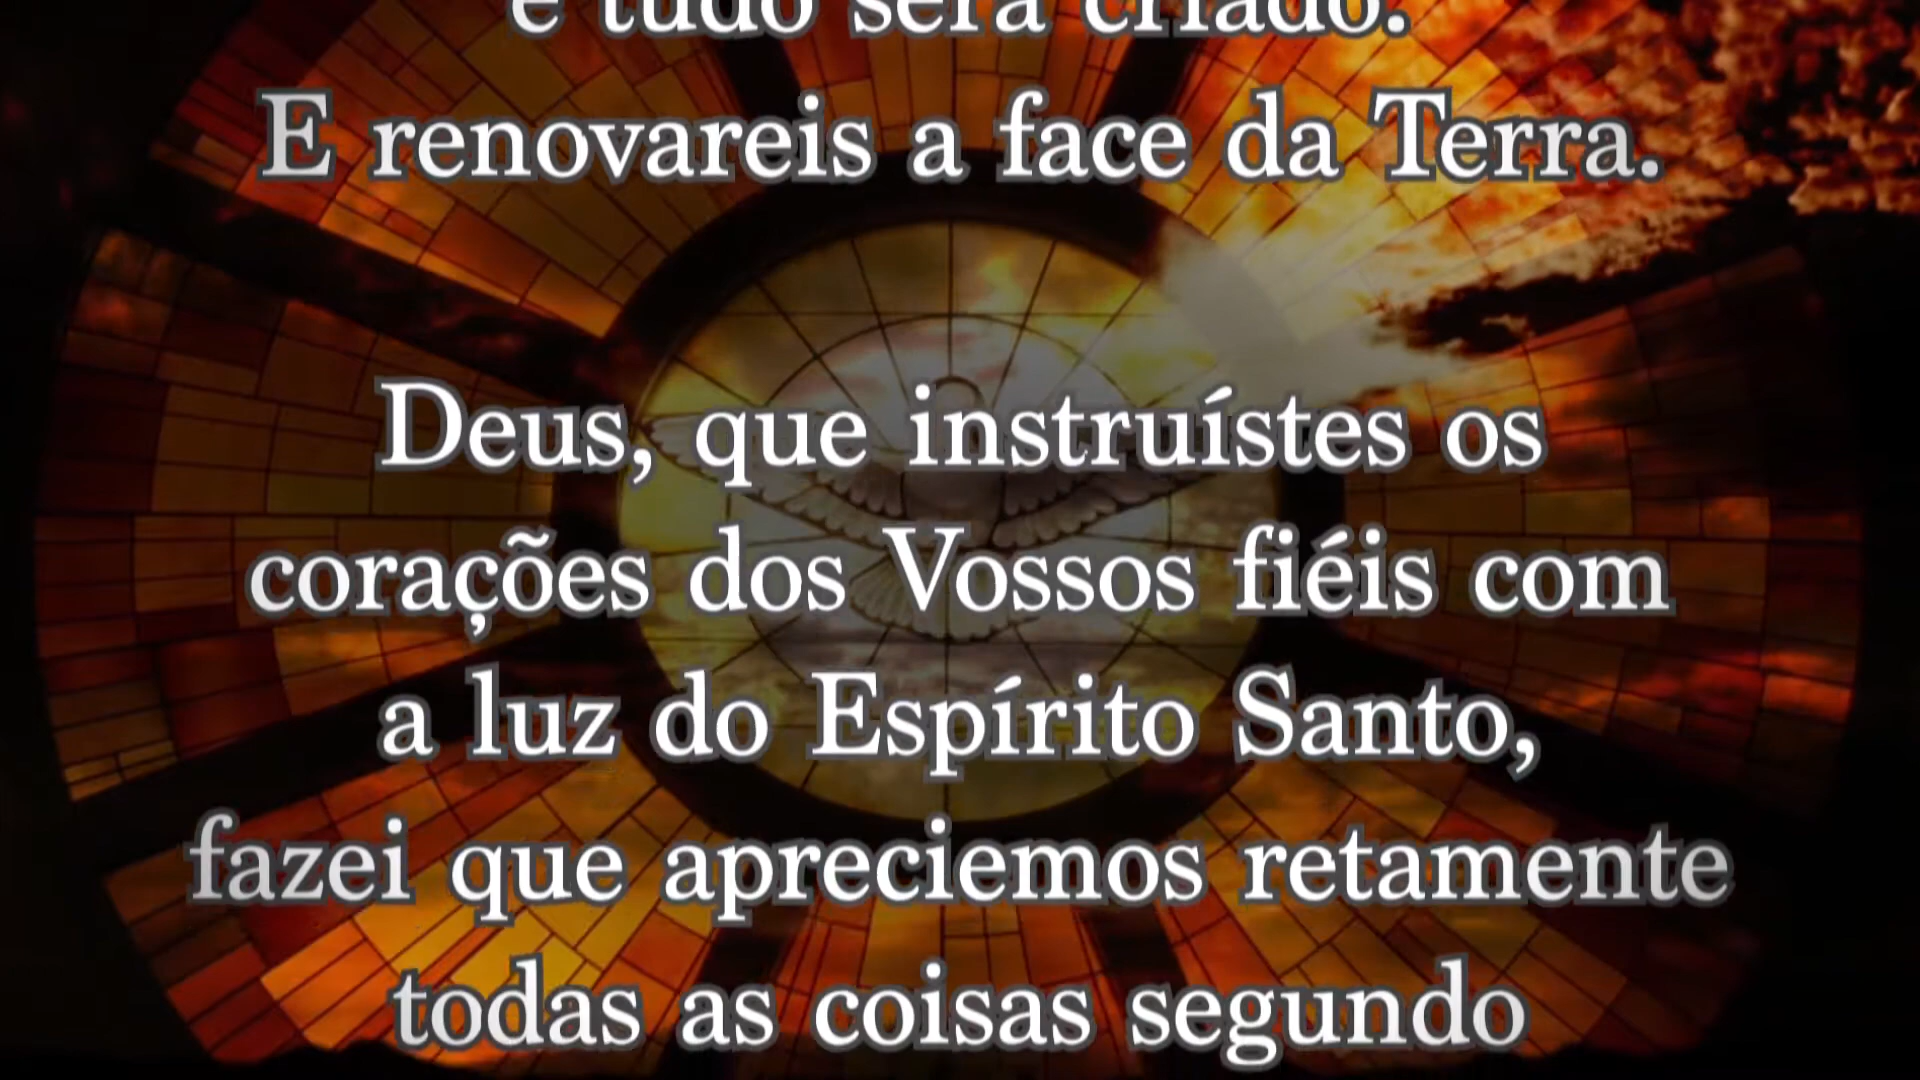 e tudo será criado.
E renovareis a face da Terra.
Deus, que instruístes os
corações dos Vossos fiéis com
a luz do Espírito Santo,
fazei que apreciemos retamente
todas as coisas segundo